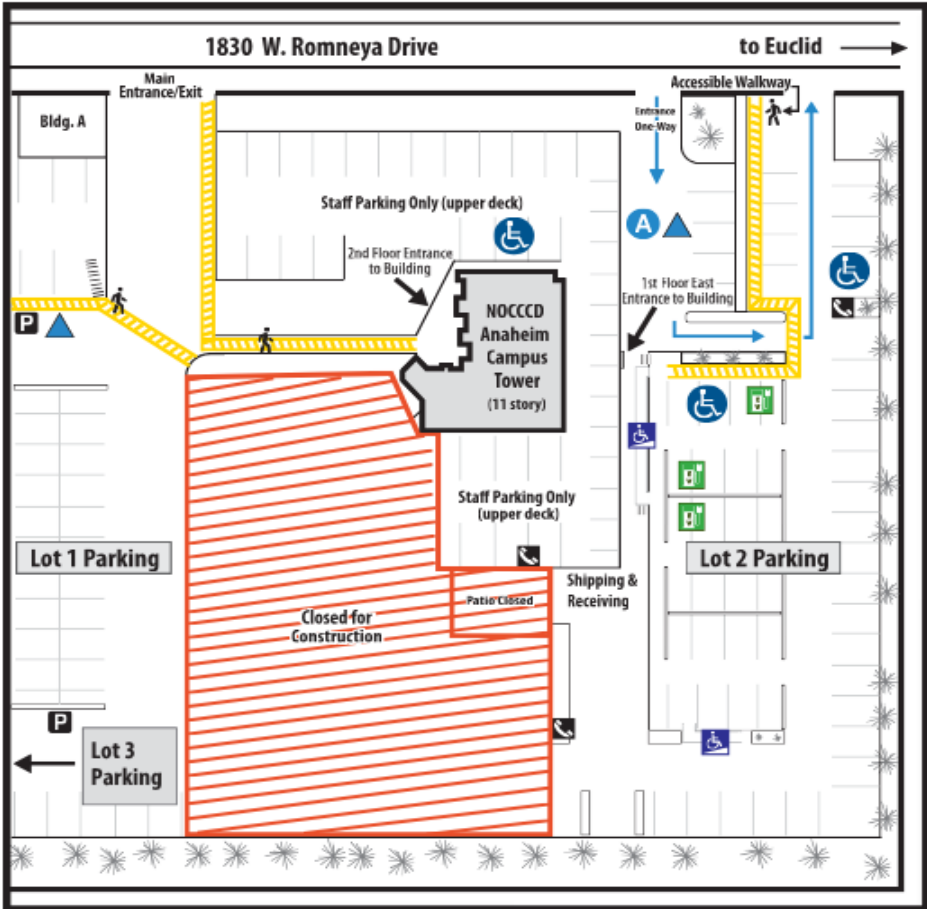 1830 W. Romneya Drive
to Euclid
Main
Entrance/Exit
Accessible Walkway
Bldg. A
Entrance
One-Way
Staff Parking Only (upper deck)
A
2nd Floor Entrance
to Building
1st Floor East
Entrance to Building
NOCCCD
Anaheim
Campus
Tower
(11 story)
P
Staff Parking Only
(upper deck)
Lot 1 Parking
Lot 2 Parking
Shipping &
Receiving
Patio Closed
Closed for
Construction
P
Lot 3
Parking